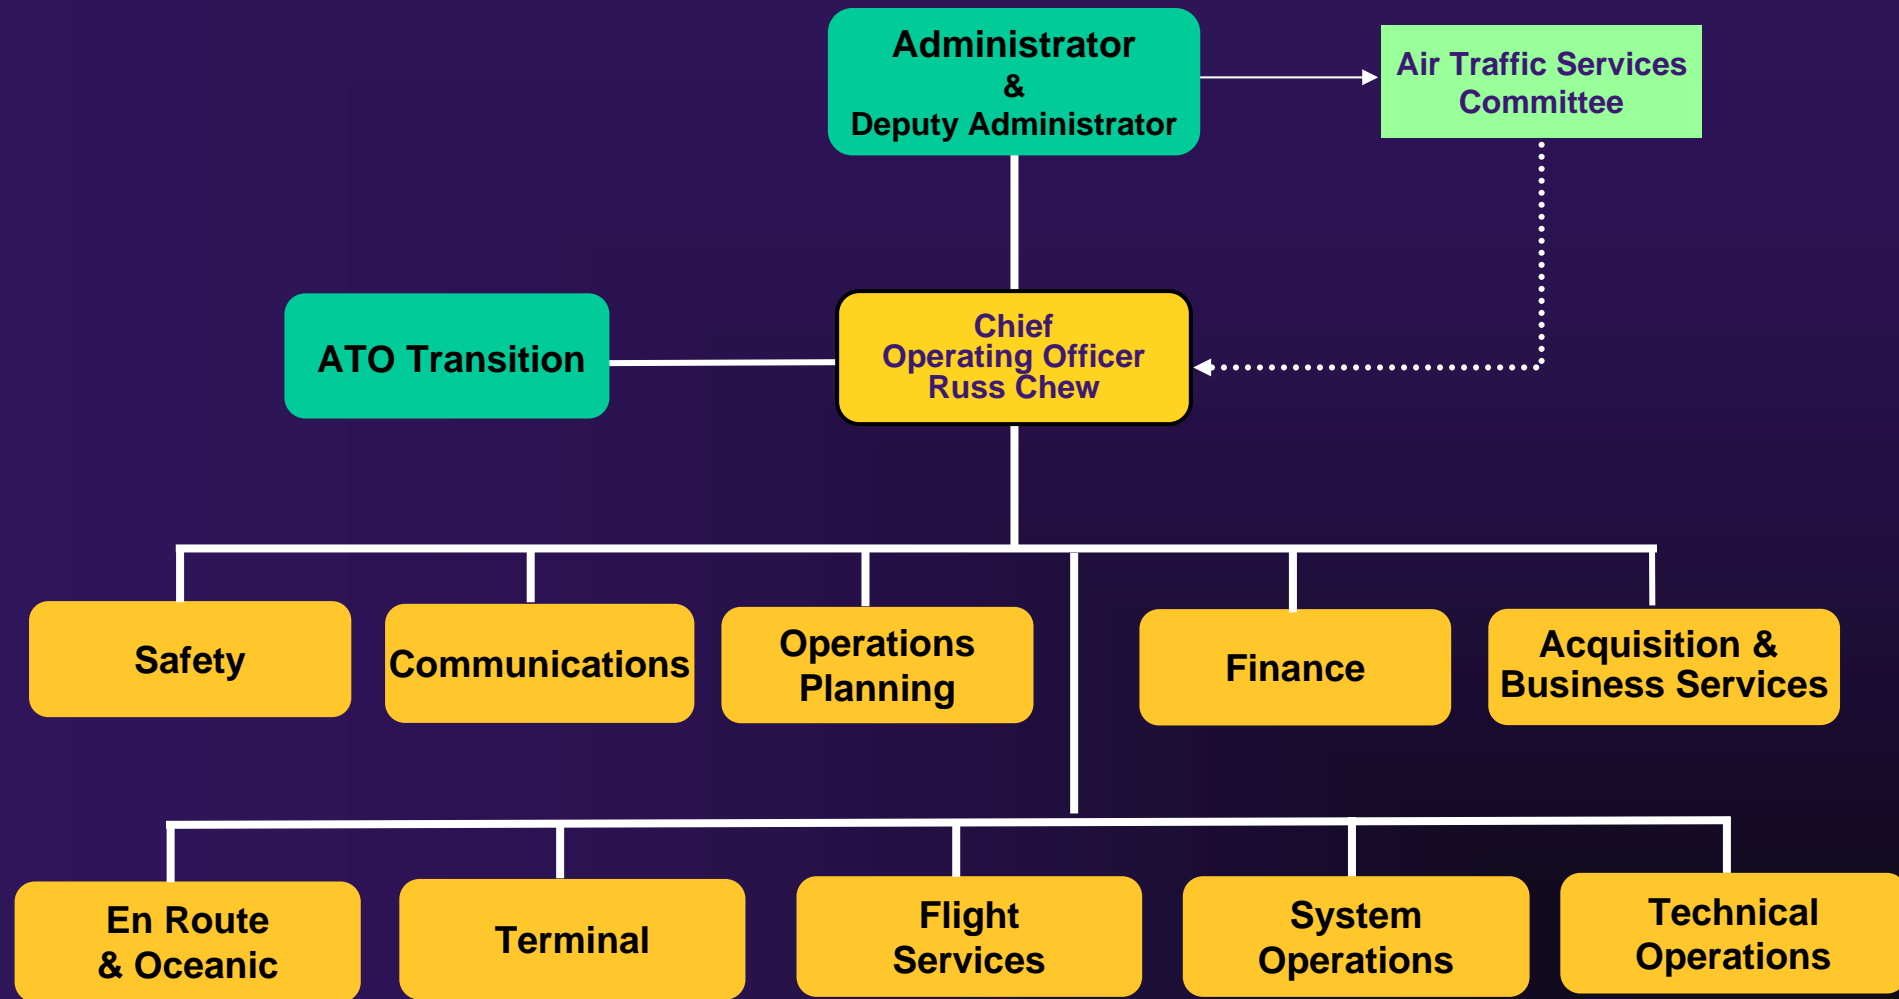 Administrator
&
Deputy Administrator
Air Traffic Services
Committee
ATO Transition
Chief
Operating Officer
Russ Chew
Safety
Communications
Operations
Planning
Finance
Acquisition &
Business Services
En Route
& Oceanic
Terminal
Flight
Services
System
Operations
Technical
Operations